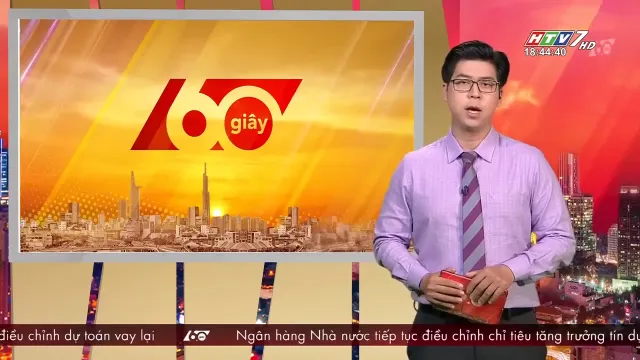 HTV7 HD
18:44:40
60
giây
điều chỉnh dự toán vay lại 60 Ngân hàng Nhà nước tiếp tục điều chỉnh chỉ tiêu tăng trưởng tín